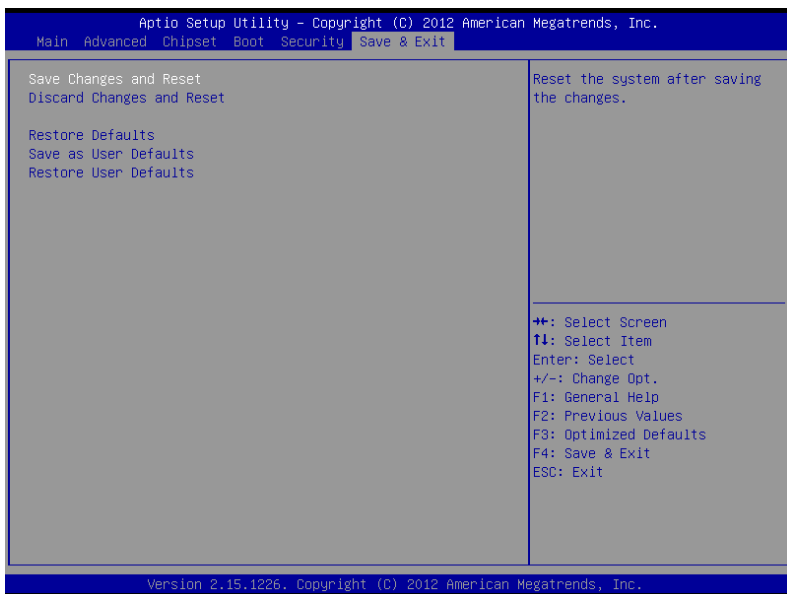 Aptio Setup Utility – Copyright (C) 2012 American Megatrends, Inc.
Main Advanced Chipset Boot Security Save & Exit
Save Changes and Reset
Discard Changes and Reset
Restore Defaults
Save as User Defaults
Restore User Defaults
Reset the system after saving
the changes.
→←: Select Screen
↑↓: Select Item
Enter: Select
+/-: Change Opt.
F1: General Help
F2: Previous Values
F3: Optimized Defaults
F4: Save & Exit
ESC: Exit
Version 2.15.1226. Copyright (C) 2012 American Megatrends, Inc.